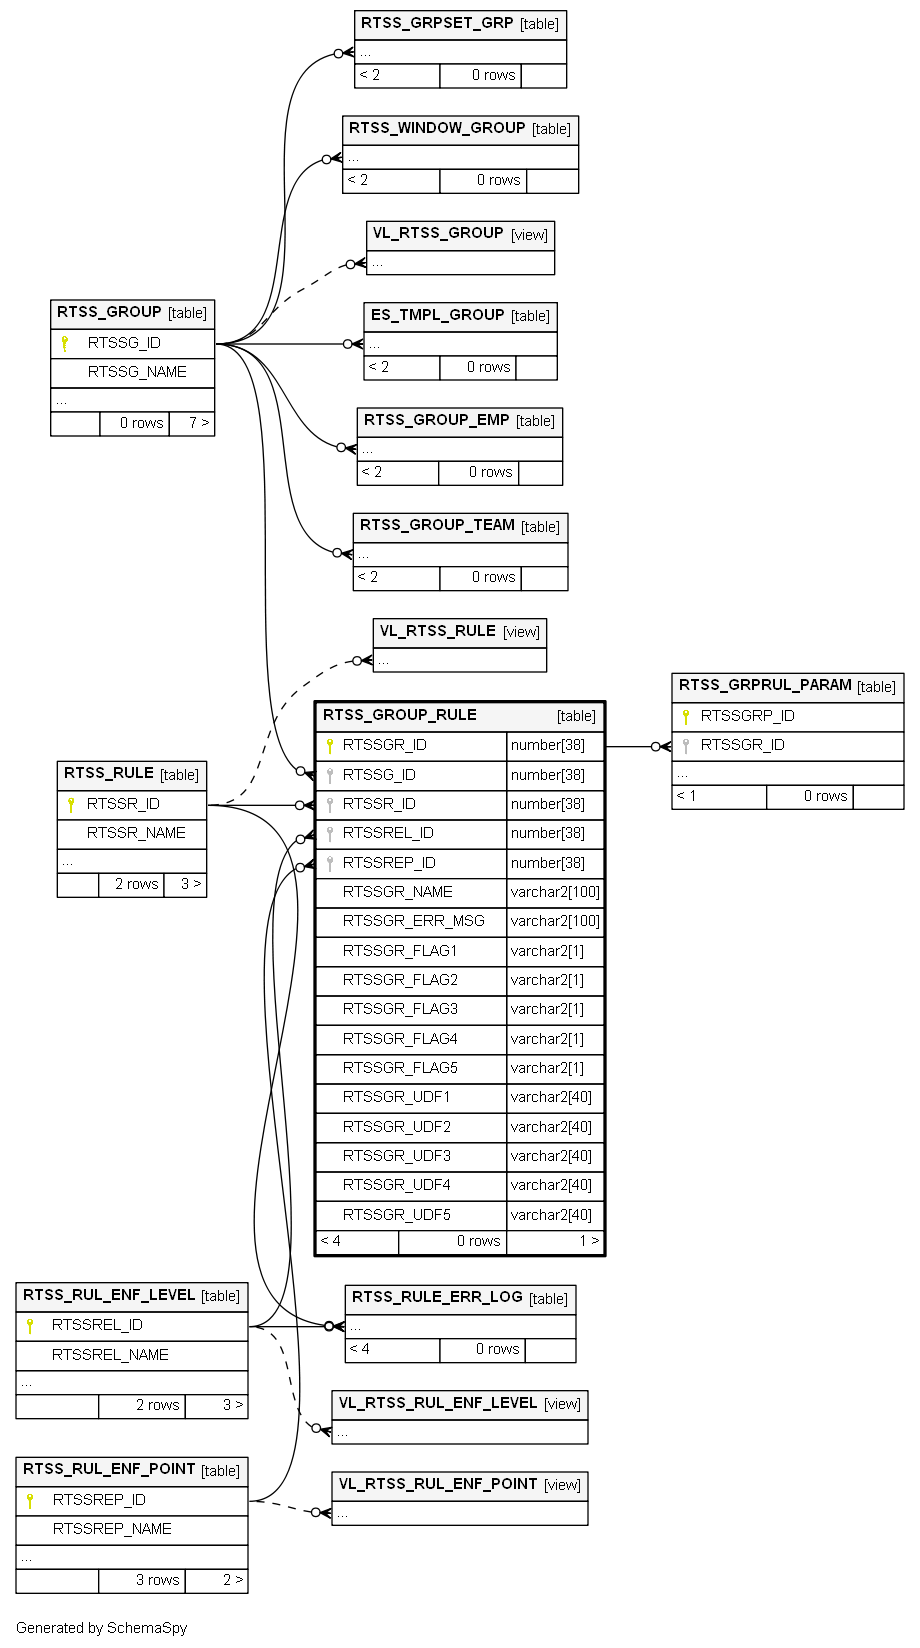 RTSS_GRPSET_GRP [table]
...
< 2 0 rows
RTSS_WINDOW_GROUP [table]
...
< 2 0 rows
VL_RTSS_GROUP [view]
...
RTSS_GROUP [table]
RTSSG_ID
RTSSG_NAME
...
0 rows 7 >
ES_TMPL_GROUP [table]
...
< 2 0 rows
RTSS_GROUP_EMP [table]
...
< 2 0 rows
RTSS_GROUP_TEAM [table]
...
< 2 0 rows
VL_RTSS_RULE [view]
...
RTSS_GRPRUL_PARAM [table]
RTSSGRP_ID
RTSSGR_ID
...
< 1 0 rows
RTSS_RULE [table]
RTSSR_ID
RTSSR_NAME
...
2 rows 3 >
RTSS_GROUP_RULE [table]
RTSSGR_ID number[38]
RTSSG_ID number[38]
RTSSR_ID number[38]
RTSSREL_ID number[38]
RTSSREP_ID number[38]
RTSSGR_NAME varchar2[100]
RTSSGR_ERR_MSG varchar2[100]
RTSSGR_FLAG1 varchar2[1]
RTSSGR_FLAG2 varchar2[1]
RTSSGR_FLAG3 varchar2[1]
RTSSGR_FLAG4 varchar2[1]
RTSSGR_FLAG5 varchar2[1]
RTSSGR_UDF1 varchar2[40]
RTSSGR_UDF2 varchar2[40]
RTSSGR_UDF3 varchar2[40]
RTSSGR_UDF4 varchar2[40]
RTSSGR_UDF5 varchar2[40]
< 4 0 rows 1 >
RTSS_RUL_ENF_LEVEL [table]
RTSSREL_ID
RTSSREL_NAME
...
2 rows 3 >
RTSS_RULE_ERR_LOG [table]
...
< 4 0 rows
VL_RTSS_RUL_ENF_LEVEL [view]
...
RTSS_RUL_ENF_POINT [table]
RTSSREP_ID
RTSSREP_NAME
...
3 rows 2 >
VL_RTSS_RUL_ENF_POINT [view]
...
Generated by SchemaSpy